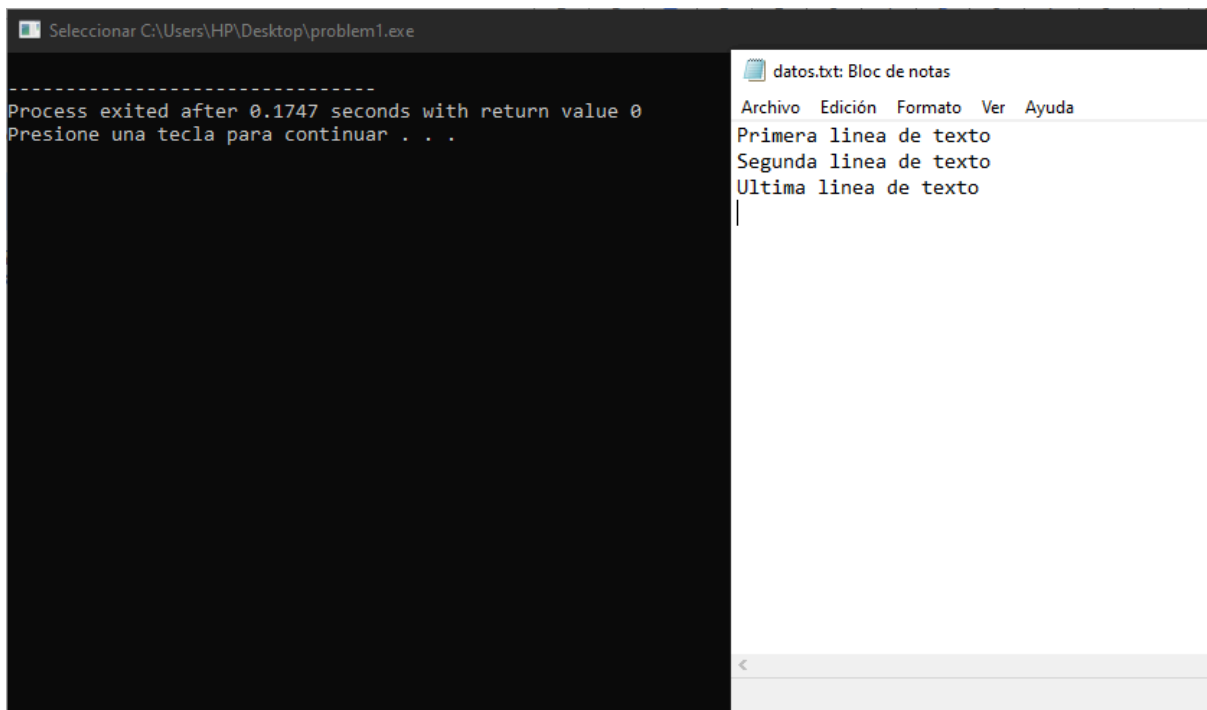 Seleccionar C:\Users\HP\Desktop\problem1.exe
--------------------------------
Process exited after 0.1747 seconds with return value 0
Presione una tecla para continuar . . .
datos.txt: Bloc de notas
Archivo Edición Formato Ver Ayuda
Primera linea de texto
Segunda linea de texto
Ultima linea de texto